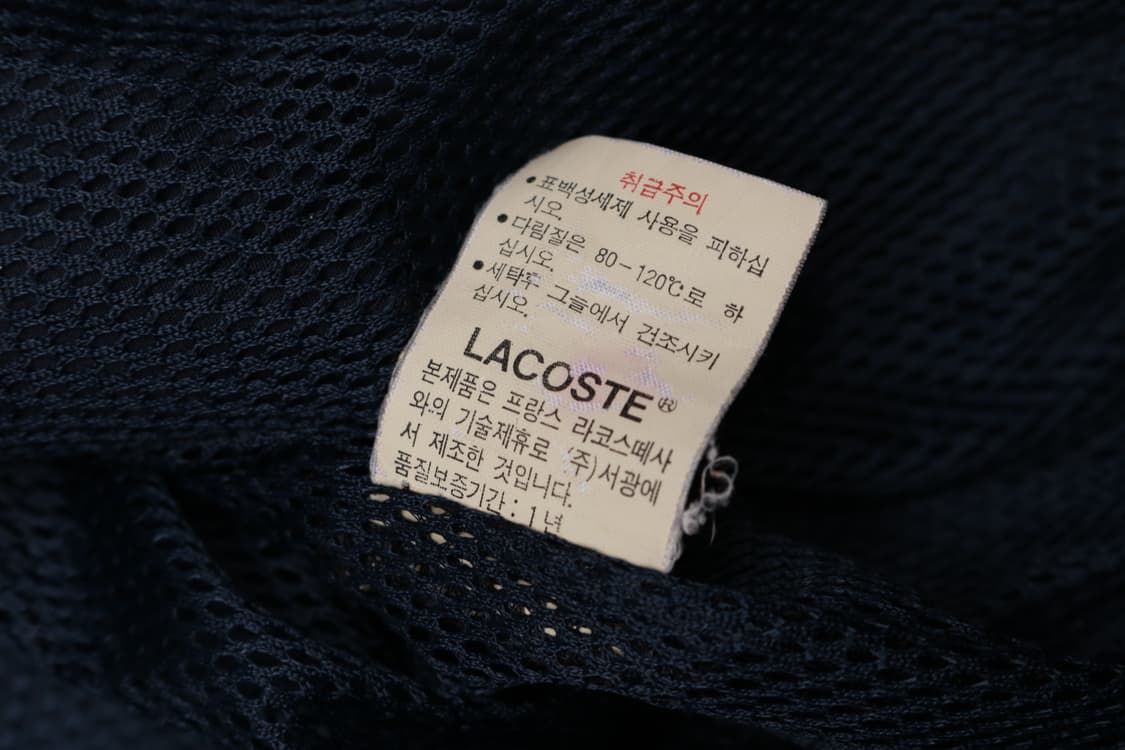 취급주의
•표백성세제 사용을 피하십
시오.
•다림질은 80-120℃로 하
십시오.
•세탁후 그늘에서 건조시키
십시오.
LACOSTE®
본제품은 프랑스 라코스떼사
와의 기술제휴로 (주)서광에
서 제조한 것입니다.
품질보증기간: 1년